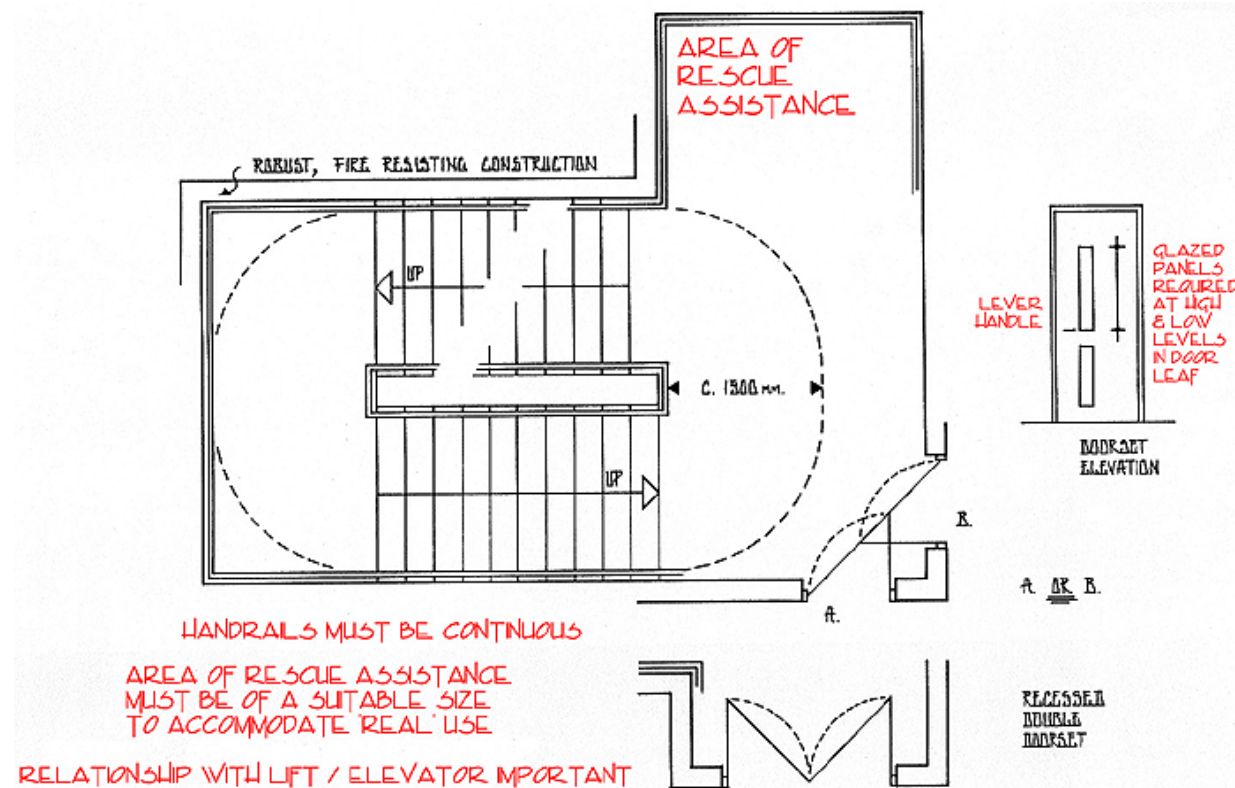 AREA OF
RESCUE
ASSISTANCE
ROBUST, FIRE RESISTING CONSTRUCTION
UP
C. 1500 mm.
UP
LEVER
HANDLE
GLAZED
PANELS
REQUIRED
AT HIGH
& LOW
LEVELS
IN DOOR
LEAF
DOORSET
ELEVATION
B.
A.
A OR B.
HANDRAILS MUST BE CONTINUOUS
AREA OF RESCUE ASSISTANCE
MUST BE OF A SUITABLE SIZE
TO ACCOMMODATE 'REAL' USE
RELATIONSHIP WITH LIFT / ELEVATOR IMPORTANT
RECESSED
DOUBLE
DOORSET